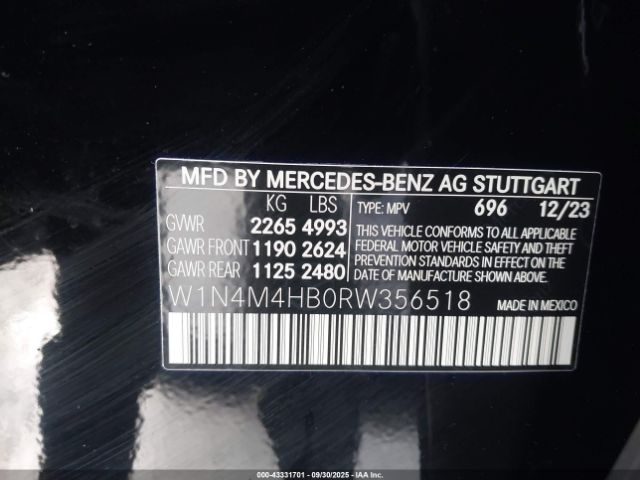 MFD BY MERCEDES-BENZ AG STUTTGART
KG LBS
GVWR 2265 4993
GAWR FRONT 1190 2624
GAWR REAR 1125 2480
TYPE: MPV 696 12/23
THIS VEHICLE CONFORMS TO ALL APPLICABLE
FEDERAL MOTOR VEHICLE SAFETY AND THEFT
PREVENTION STANDARDS IN EFFECT ON THE
DATE OF MANUFACTURE SHOWN ABOVE.
W1N4M4HB0RW356518 MADE IN MEXICO
000-43331701 - 09/30/2025 - IAA Inc.